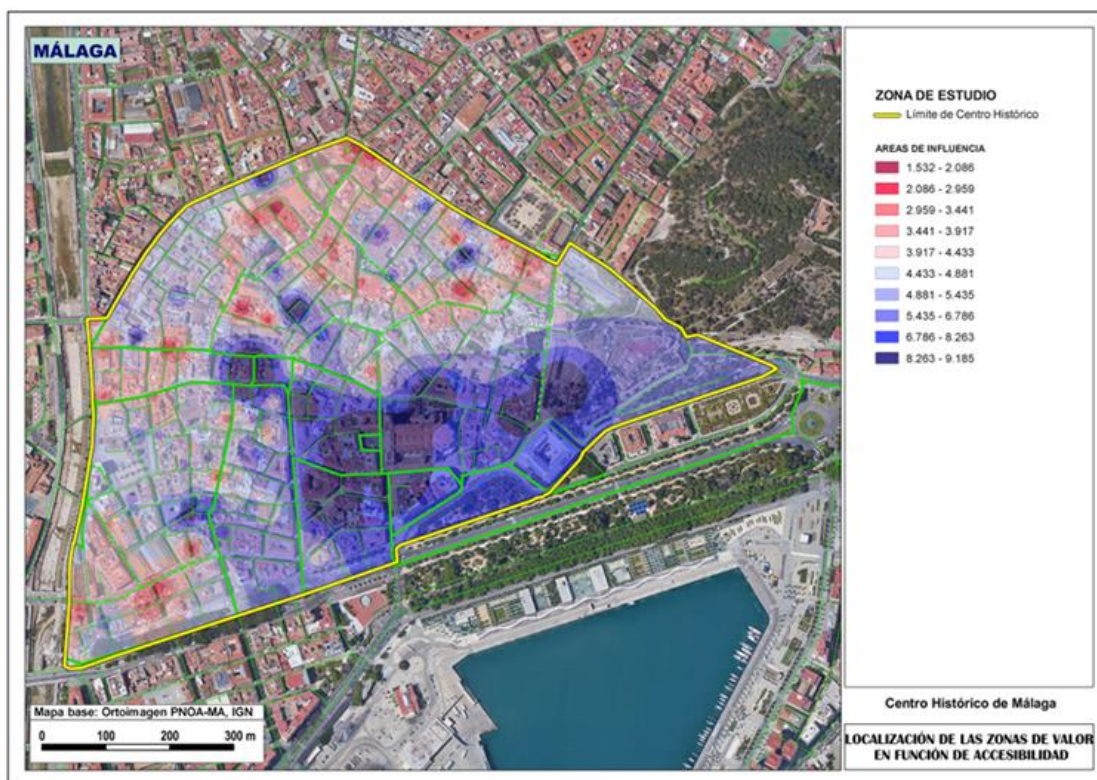 MÁLAGA
ZONA DE ESTUDIO
Límite de Centro Histórico
AREAS DE INFLUENCIA
1.532 - 2.086
2.086 - 2.959
2.959 - 3.441
3.441 - 3.917
3.917 - 4.433
4.433 - 4.881
4.881 - 5.435
5.435 - 6.786
6.786 - 8.263
8.263 - 9.185
Mapa base: Ortoimagen PNOA-MA, IGN
0 100 200 300 m
Centro Histórico de Málaga
LOCALIZACIÓN DE LAS ZONAS DE VALOR
EN FUNCIÓN DE ACCESIBILIDAD